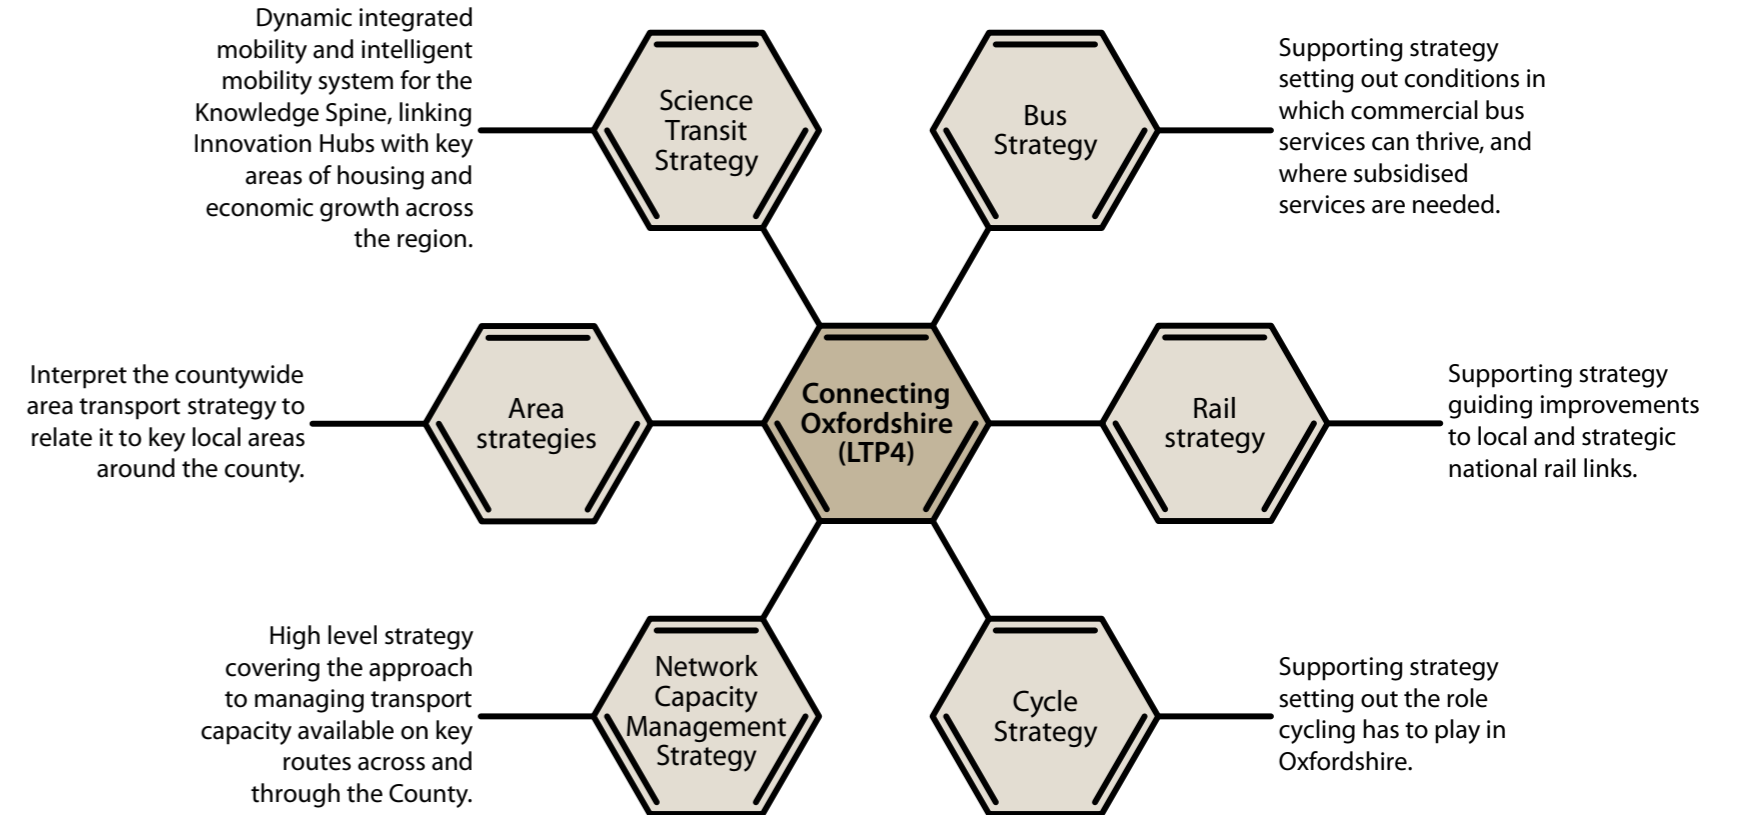 Dynamic integrated
mobility and intelligent
mobility system for the
Knowledge Spine, linking
Innovation Hubs with key
areas of housing and
economic growth across
the region.
Science
Transit
Strategy
Bus
Strategy
Supporting strategy
setting out conditions in
which commercial bus
services can thrive, and
where subsidised
services are needed.
Interpret the countywide
area transport strategy to
relate it to key local areas
around the county.
Area
strategies
Connecting
Oxfordshire
(LTP4)
Rail
strategy
Supporting strategy
guiding improvements
to local and strategic
national rail links.
High level strategy
covering the approach
to managing transport
capacity available on key
routes across and
through the County.
Network
Capacity
Management
Strategy
Cycle
Strategy
Supporting strategy
setting out the role
cycling has to play in
Oxfordshire.